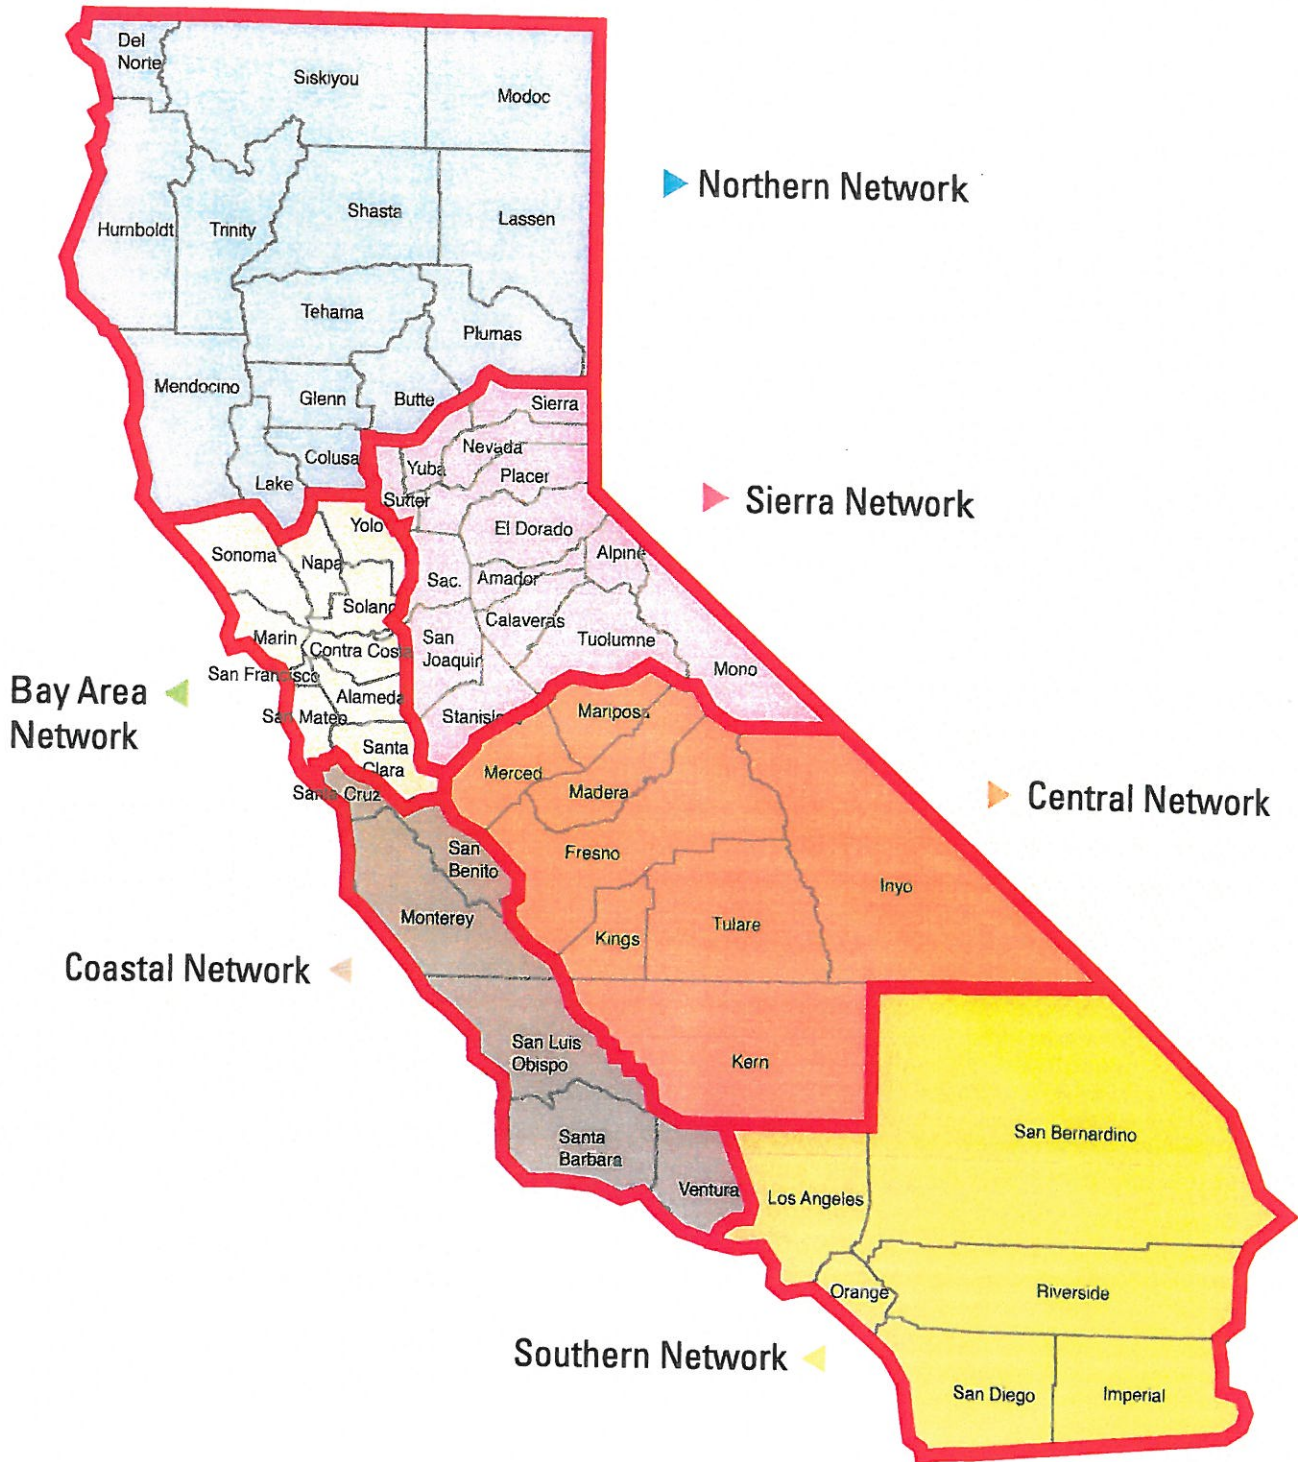 Del
Norte
Siskiyou
Modoc
Northern Network
Humboldt
Trinity
Shasta
Lassen
Tehama
Plumas
Mendocino
Glenn
Butte
Sierra
Nevada
Colusa
Yuba
Placer
Lake
Sutter
Sierra Network
Yolo
El Dorado
Sonoma
Napa
Alpine
Sac.
Amador
Solano
Calaveras
Marin
Contra Costa
San
Joaquin
Tuolumne
San Francisco
Mono
Bay Area
Network
Alameda
San Mateo
Stanislaus
Mariposa
Santa
Clara
Merced
Madera
Santa Cruz
Central Network
San
Benito
Fresno
Inyo
Monterey
Kings
Tulare
Coastal Network
San Luis
Obispo
Kern
Santa
Barbara
San Bernardino
Ventura
Los Angeles
Orange
Riverside
Southern Network
San Diego
Imperial